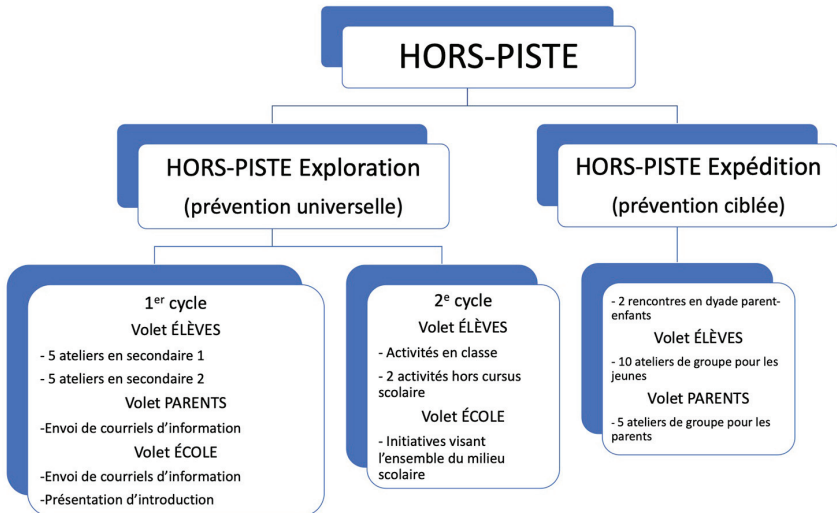 HORS-PISTE
HORS-PISTE Exploration
(prévention universelle)
HORS-PISTE Expédition
(prévention ciblée)
1er cycle
Volet ÉLÈVES
- 5 ateliers en secondaire 1
- 5 ateliers en secondaire 2
Volet PARENTS
-Envoi de courriels d’information
Volet ÉCOLE
-Envoi de courriels d’information
-Présentation d’introduction
2e cycle
Volet ÉLÈVES
- Activités en classe
- 2 activités hors cursus
scolaire
Volet ÉCOLE
- Initiatives visant
l’ensemble du milieu
scolaire
- 2 rencontres en dyade parent-
enfants
Volet ÉLÈVES
- 10 ateliers de groupe pour les
jeunes
Volet PARENTS
- 5 ateliers de groupe pour les
parents